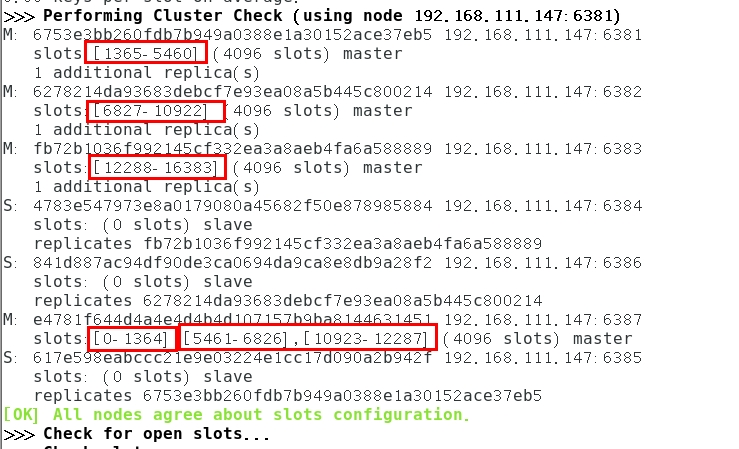 >>> Performing Cluster Check (using node 192.168.111.147:6381)
M: 6753e3bb260fdb7b949a0388e1a30152ace37eb5 192.168.111.147:6381
slots:[1365-5460] (4096 slots) master
1 additional replica(s)
M: 6278214da93683debcf7e93ea08a5b445c800214 192.168.111.147:6382
slots:[6827-10922] (4096 slots) master
1 additional replica(s)
M: fb72b1036f992145cf332ea3a8aeb4fa6a588889 192.168.111.147:6383
slots:[12288-16383] (4096 slots) master
1 additional replica(s)
S: 4783e547973e8a0179080a45682f50e878985884 192.168.111.147:6384
slots: (0 slots) slave
replicates fb72b1036f992145cf332ea3a8aeb4fa6a588889
S: 841d887ac94df90de3ca0694da9ca8e8db9a28f2 192.168.111.147:6386
slots: (0 slots) slave
replicates 6278214da93683debcf7e93ea08a5b445c800214
M: e4781f644d4a4e4d4b4d107157b9ba8144631451 192.168.111.147:6387
slots:[0-1364] [5461-6826],[10923-12287] (4096 slots) master
S: 617e598eabccc21e9e03224e1cc17d090a2b942f 192.168.111.147:6385
slots: (0 slots) slave
replicates 6753e3bb260fdb7b949a0388e1a30152ace37eb5
[OK] All nodes agree about slots configuration.
>>> Check for open slots...